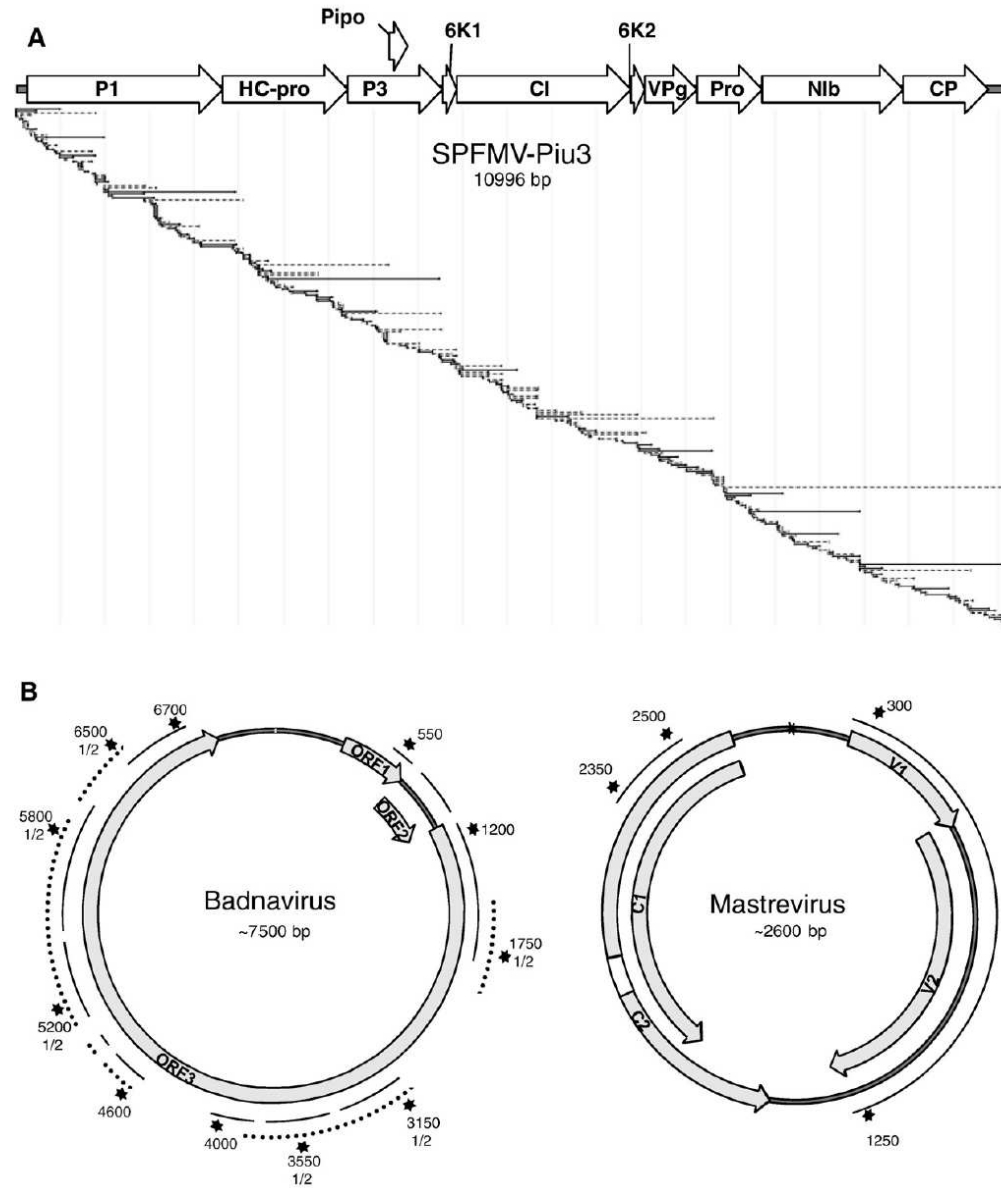 Pipo
A
6K1
6K2
P1
HC-pro
P3
CI
VPg
Pro
NIb
CP
SPFMV-Piu3
10996 bp
B
6700
6500
1/2
550
5800
1/2
1200
ORF1
ORF2
Badnavirus
~7500 bp
1750
1/2
5200
1/2
ORF3
4600
4000
3550
1/2
3150
1/2
2500
300
2350
V1
C1
Mastrevirus
~2600 bp
V2
C2
1250